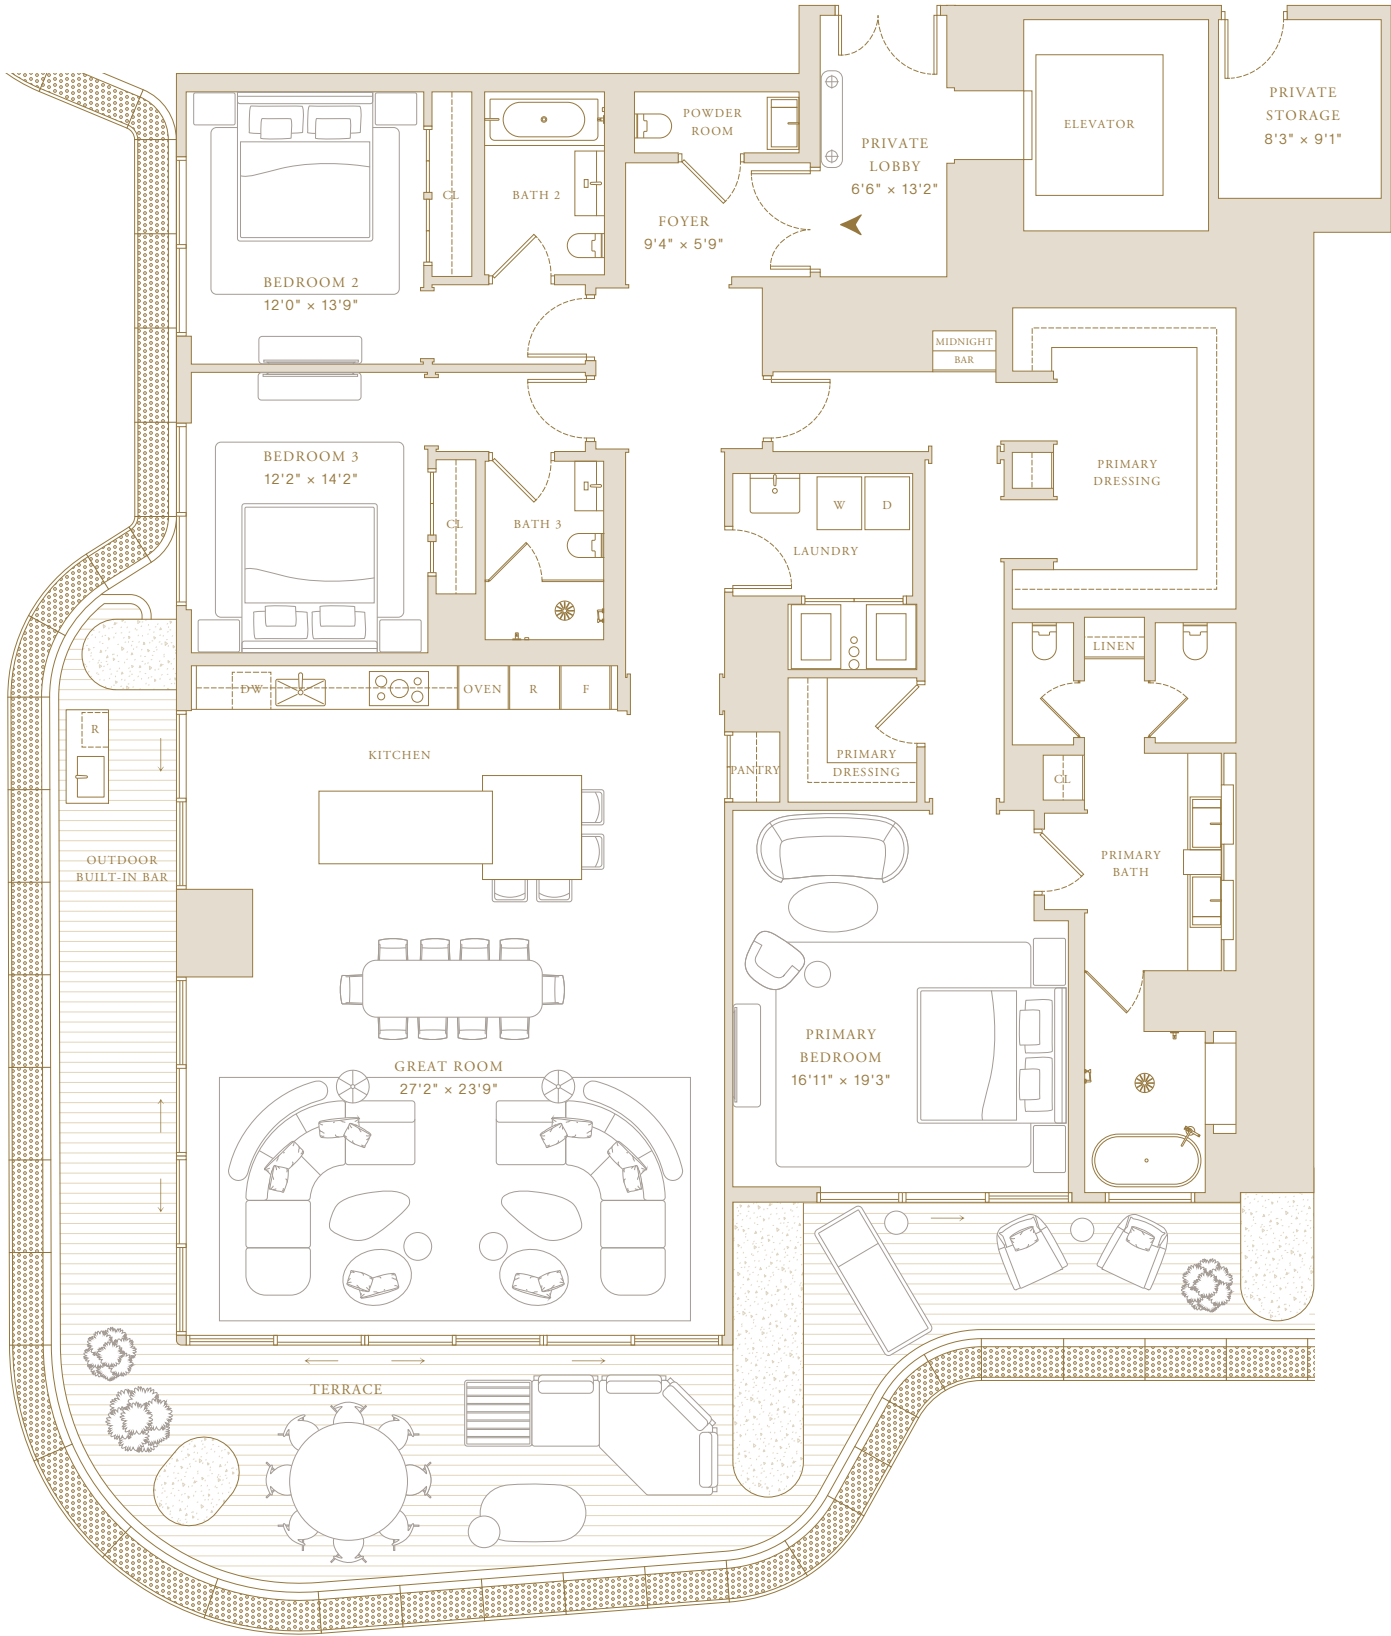 PRIVATE
STORAGE
8'3" × 9'1"
ELEVATOR
POWDER
ROOM
PRIVATE
LOBBY
6'6" × 13'2"
CL
BATH 2
FOYER
9'4" × 5'9"
BEDROOM 2
12'0" × 13'9"
MIDNIGHT
BAR
BEDROOM 3
12'2" × 14'2"
PRIMARY
DRESSING
W
D
CL
BATH 3
LAUNDRY
LINEN
DW
OVEN
R
F
R
KITCHEN
PANTRY
PRIMARY
DRESSING
CL
OUTDOOR
BUILT-IN BAR
PRIMARY
BATH
GREAT ROOM
27'2" × 23'9"
PRIMARY
BEDROOM
16'11" × 19'3"
TERRACE